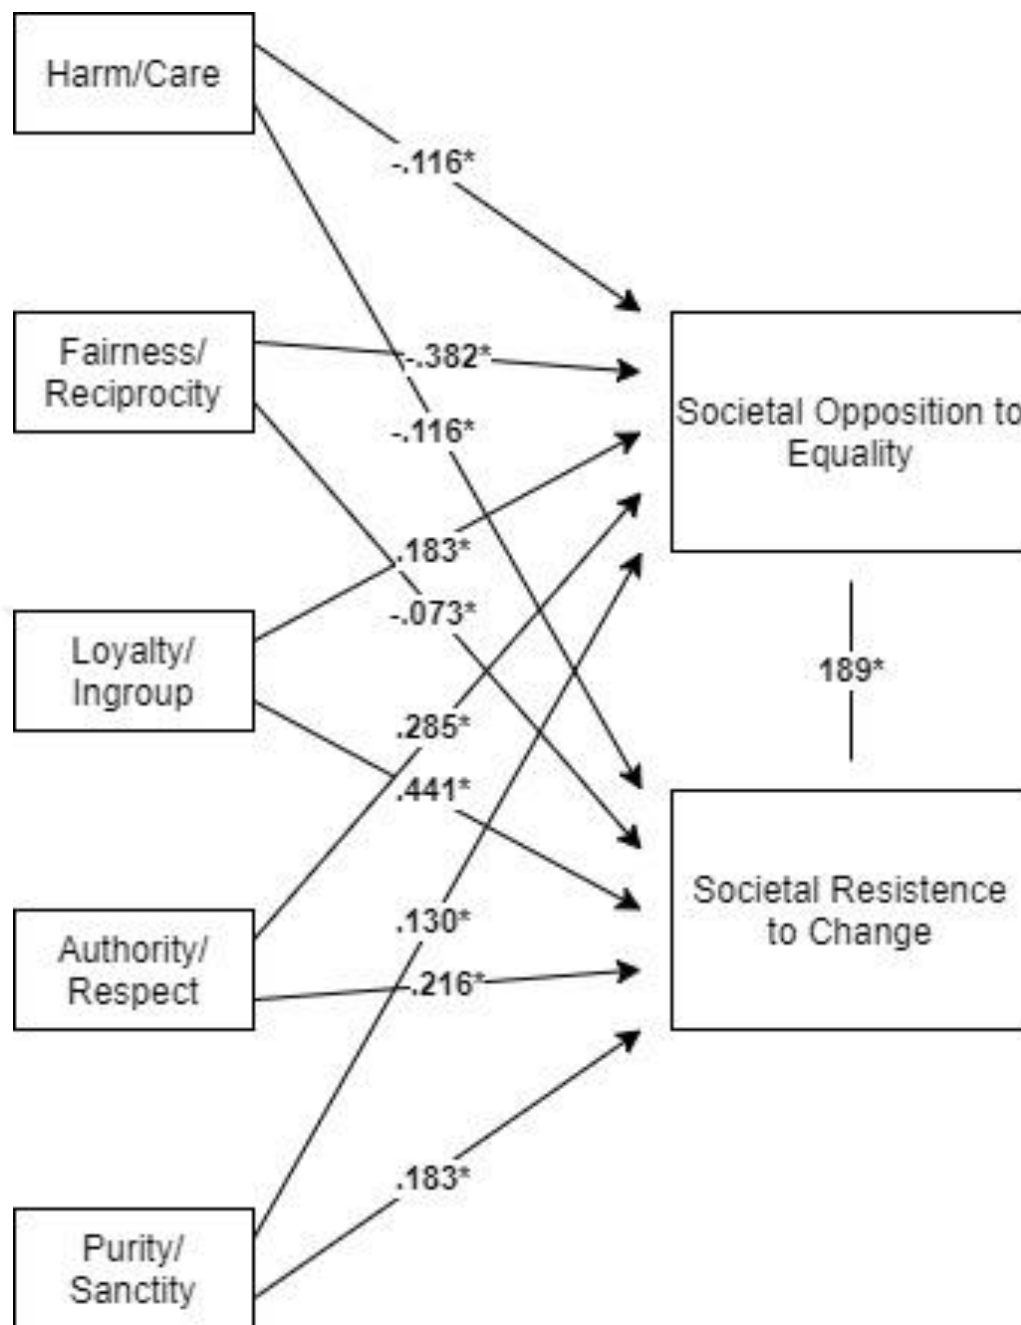 Harm/Care
-.116*
Fairness/
Reciprocity
-.382*
Societal Opposition to
Equality
-.116*
.183*
-.073*
Loyalty/
Ingroup
189*
.285*
.441*
Societal Resistence
to Change
.130*
Authority/
Respect
.216*
.183*
Purity/
Sanctity